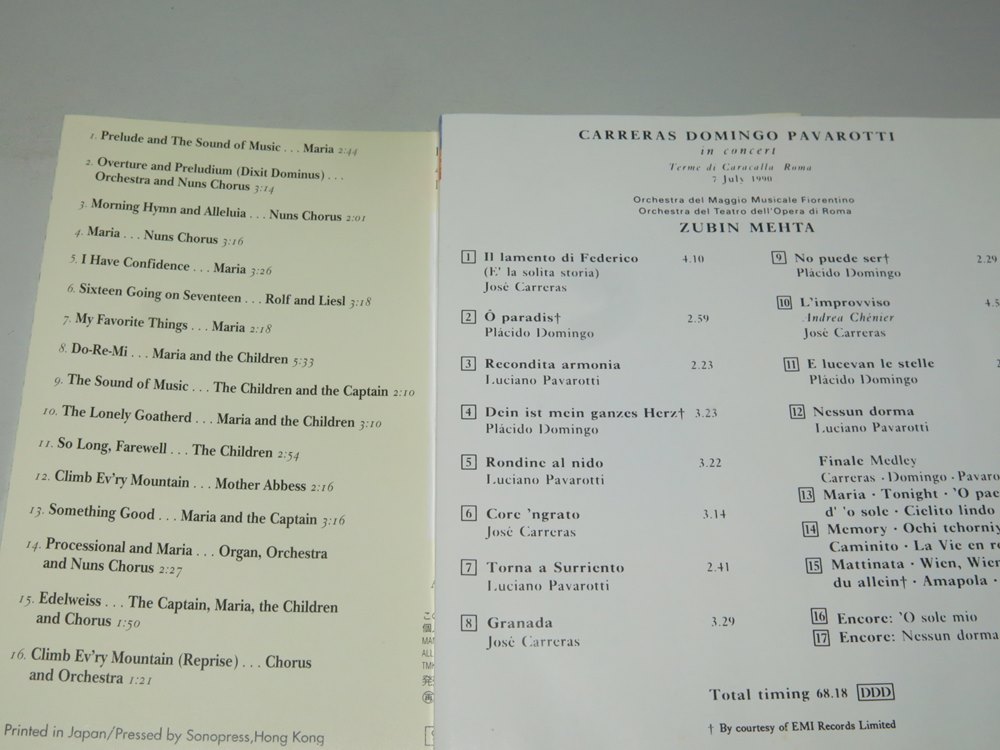 1. Prelude and The Sound of Music . . . Maria 2:44
2. Overture and Preludium (Dixit Dominus) . . .
Orchestra and Nuns Chorus 3:14
3. Morning Hymn and Alleluia . . . Nuns Chorus 2:01
4. Maria . . . Nuns Chorus 3:16
5. I Have Confidence . . . Maria 3:26
6. Sixteen Going on Seventeen . . . Rolf and Liesl 3:18
7. My Favorite Things . . . Maria 2:18
8. Do-Re-Mi . . . Maria and the Children 5:33
9. The Sound of Music . . . The Children and the Captain 2:10
10. The Lonely Goatherd . . . Maria and the Children 3:10
11. So Long, Farewell . . . The Children 2:54
12. Climb Ev'ry Mountain . . . Mother Abbess 2:16
13. Something Good . . . Maria and the Captain 3:16
14. Processional and Maria . . . Organ, Orchestra
and Nuns Chorus 2:27
15. Edelweiss . . . The Captain, Maria, the Children
and Chorus 1:50
16. Climb Ev'ry Mountain (Reprise) . . . Chorus
and Orchestra 1:21
Printed in Japan/Pressed by Sonopress,Hong Kong
CARRERAS DOMINGO PAVAROTTI
in concert
Terme di Caracalla Roma
7 July 1990
Orchestra del Maggio Musicale Fiorentino
Orchestra del Teatro dell'Opera di Roma
ZUBIN MEHTA
1 Il lamento di Federico 4.10
(E' la solita storia)
José Carreras
2 Ô paradis† 2.59
Plácido Domingo
3 Recondita armonia 2.23
Luciano Pavarotti
4 Dein ist mein ganzes Herz† 3.23
Plácido Domingo
5 Rondine al nido 3.22
Luciano Pavarotti
6 Core 'ngrato 3.14
José Carreras
7 Torna a Surriento 2.41
Luciano Pavarotti
8 Granada 3.29
José Carreras
9 No puede ser† 2.29
Plácido Domingo
10 L'improvviso
Andrea Chénier
José Carreras
11 E lucevan le stelle
Plácido Domingo
12 Nessun dorma
Luciano Pavarotti
Finale Medley
Carreras · Domingo ·
13 Maria · Tonight · 'O
d' 'o sole · Cielito lindo
14 Memory · Ochi tchorniy
Caminito · La Vie en
15 Mattinata · Wien,
du allein† · Amapola ·
16 Encore: 'O sole mio
17 Encore: Nessun dorma
Total timing 68.18 DDD
† By courtesy of EMI Records Limited